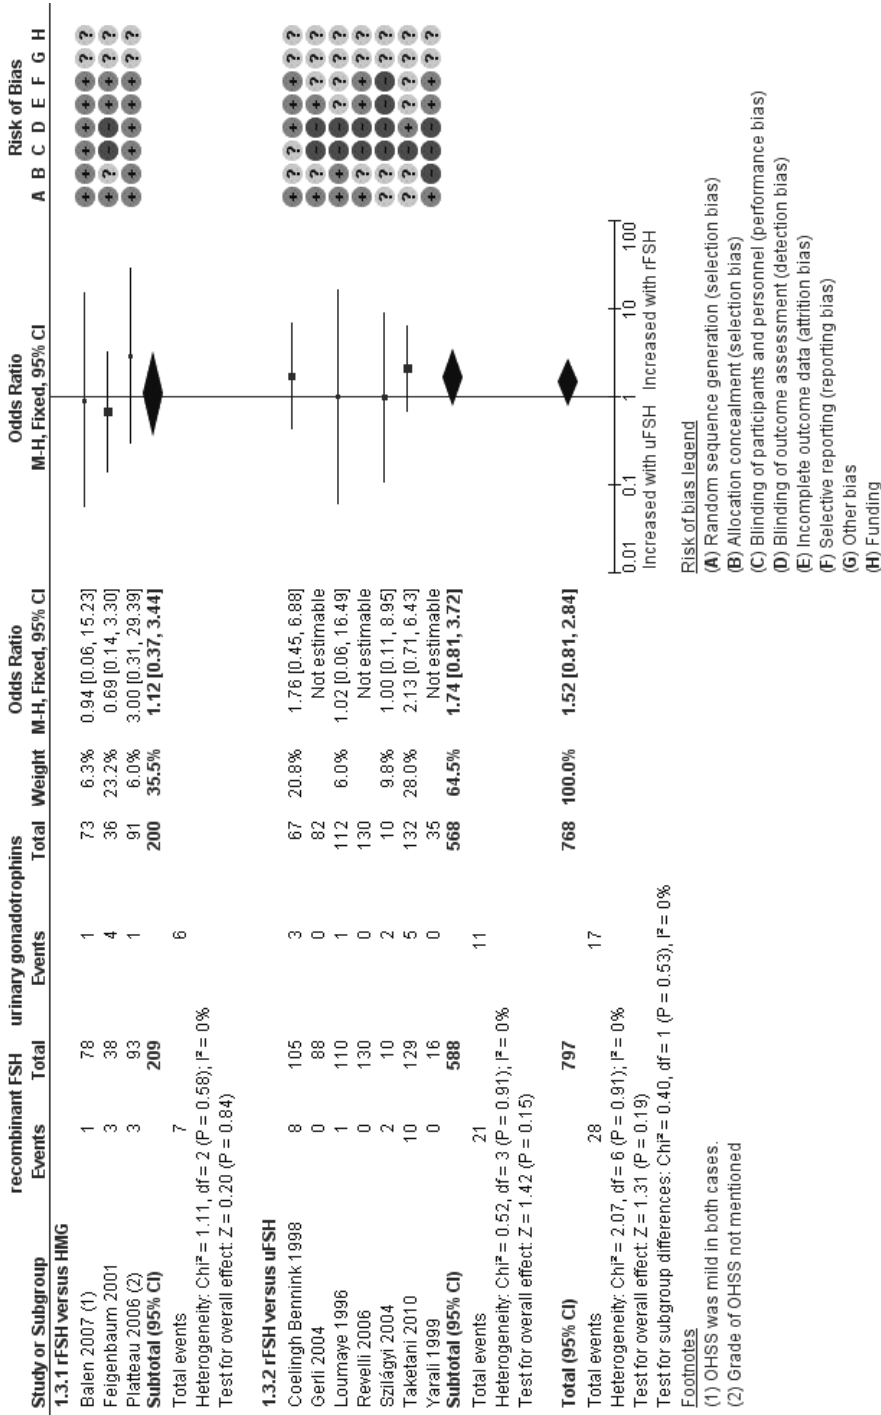 recombinant FSH urinary gonadotrophins Odds Ratio Odds Ratio Risk of Bias
Study or Subgroup Events Total Events Total Weight M-H, Fixed, 95% CI M-H, Fixed, 95% CI A B C D E F G H
1.3.1 rFSH versus HMG
Balen 2007 (1) 1 78 1 73 6.3% 0.94 [0.06, 15.23] + + + + + + ? ?
Feigenbaum 2001 3 38 4 36 23.2% 0.69 [0.14, 3.30] + ? - - + + ? ?
Platteau 2006 (2) 3 93 1 91 6.0% 3.00 [0.31, 29.39] + + + + + + ? ?
Subtotal (95% CI) 209 200 35.5% 1.12 [0.37, 3.44]
Total events 7 6
Heterogeneity: Chi² = 1.11, df = 2 (P = 0.58); I² = 0%
Test for overall effect: Z = 0.20 (P = 0.84)
1.3.2 rFSH versus uFSH
Coelingh Bennink 1998 8 105 3 67 20.8% 1.76 [0.45, 6.88] + ? ? + + + ? ?
Gerli 2004 0 88 0 82 Not estimable + ? - - + ? ? ?
Loumaye 1996 1 110 1 112 6.0% 1.02 [0.06, 16.49] + + - - ? ? ? ?
Revelli 2006 0 130 0 130 Not estimable + ? - - + + ? ?
Szilágyi 2004 2 10 2 10 9.8% 1.00 [0.11, 8.95] ? ? - - - - ? ?
Taketani 2010 10 129 5 132 28.0% 2.13 [0.71, 6.43] ? ? - + ? ? ? ?
Yarali 1999 0 16 0 35 Not estimable + - - - + + ? ?
Subtotal (95% CI) 588 568 64.5% 1.74 [0.81, 3.72]
Total events 21 11
Heterogeneity: Chi² = 0.52, df = 3 (P = 0.91); I² = 0%
Test for overall effect: Z = 1.42 (P = 0.15)
Total (95% CI) 797 768 100.0% 1.52 [0.81, 2.84]
Total events 28 17
Heterogeneity: Chi² = 2.07, df = 6 (P = 0.91); I² = 0%
Test for overall effect: Z = 1.31 (P = 0.19)
Test for subgroup differences: Chi² = 0.40, df = 1 (P = 0.53), I² = 0%
0.01 0.1 1 10 100
Increased with uFSH Increased with rFSH
Footnotes
(1) OHSS was mild in both cases.
(2) Grade of OHSS not mentioned
Risk of bias legend
(A) Random sequence generation (selection bias)
(B) Allocation concealment (selection bias)
(C) Blinding of participants and personnel (performance bias)
(D) Blinding of outcome assessment (detection bias)
(E) Incomplete outcome data (attrition bias)
(F) Selective reporting (reporting bias)
(G) Other bias
(H) Funding